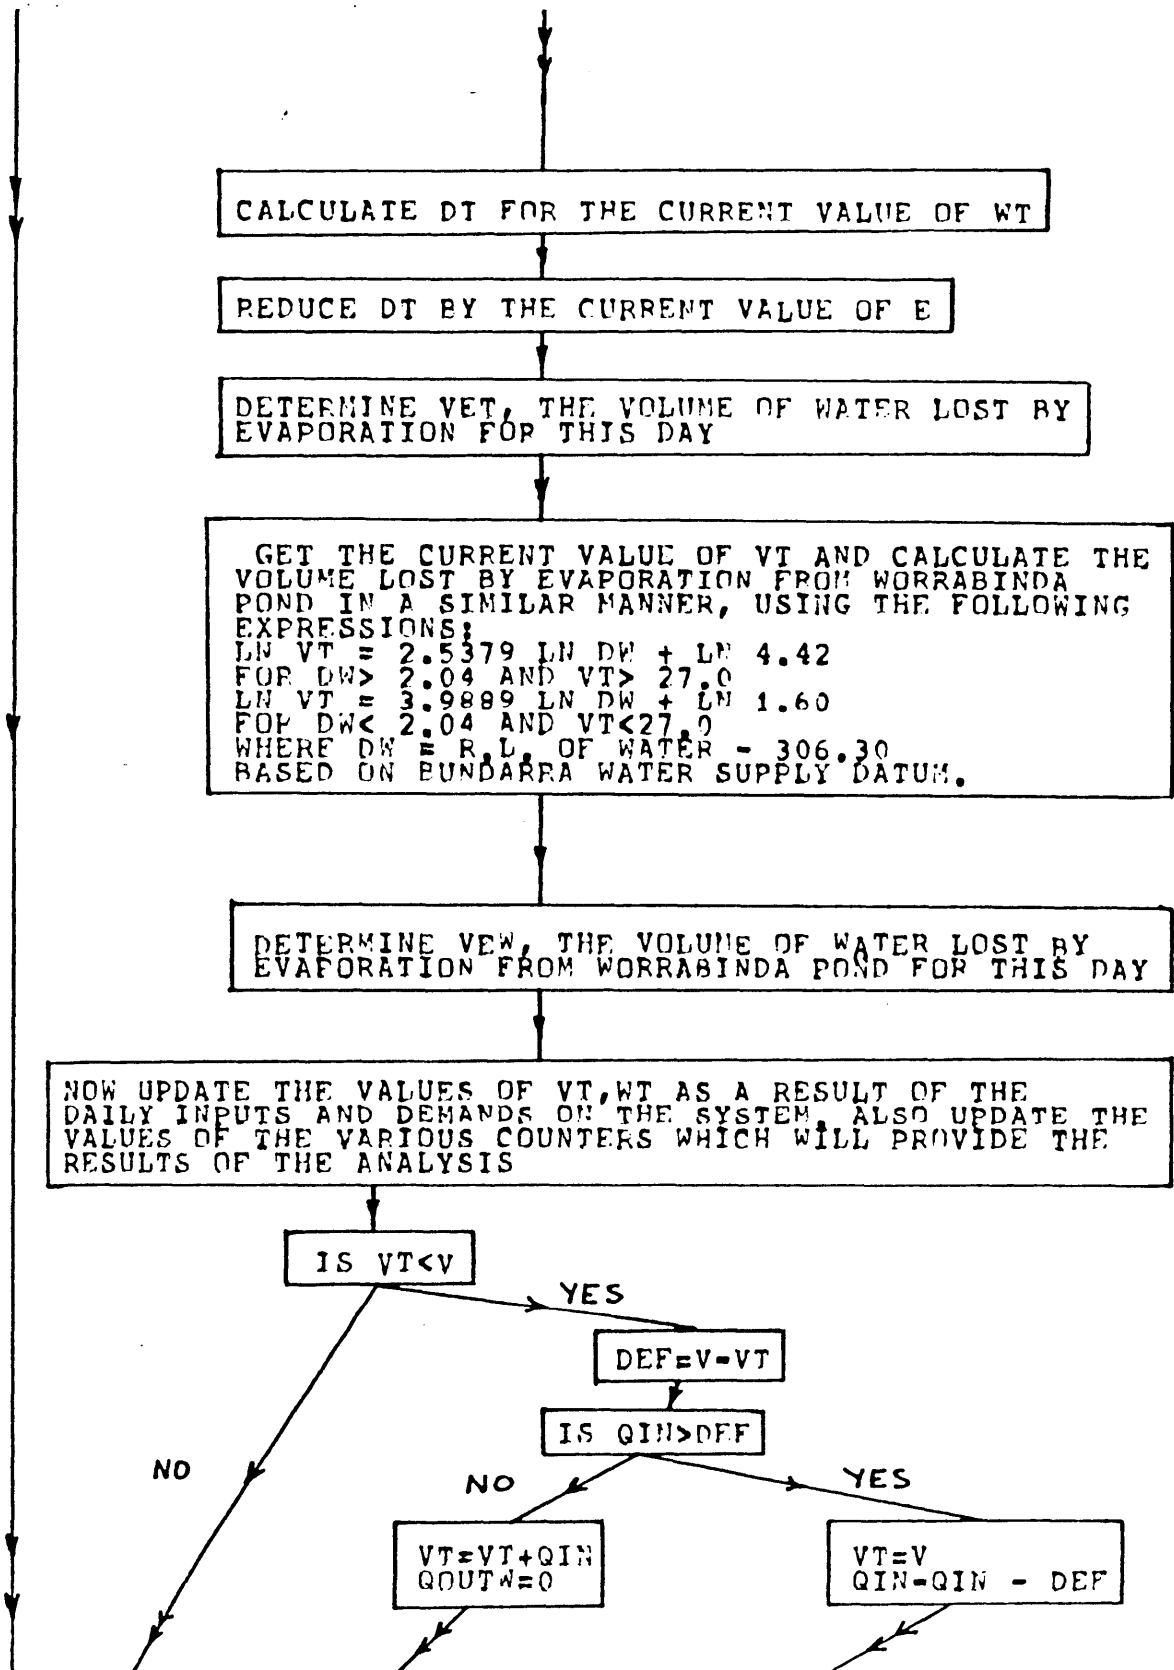 CALCULATE DT FOR THE CURRENT VALUE OF WT
REDUCE DT BY THE CURRENT VALUE OF E
DETERMINE VET, THE VOLUME OF WATER LOST BY
EVAPORATION FOR THIS DAY
GET THE CURRENT VALUE OF VT AND CALCULATE THE
VOLUME LOST BY EVAPORATION FROM WORRABINDA
POND IN A SIMILAR MANNER, USING THE FOLLOWING
EXPRESSIONS:
LN VT = 2.5379 LN DW + LN 4.42
FOR DW> 2.04 AND VT> 27.0
LN VT = 3.9889 LN DW + LN 1.60
FOR DW< 2.04 AND VT<27.0
WHERE DW = R.L. OF WATER - 306.30
BASED ON BUNDARRA WATER SUPPLY DATUM.
DETERMINE VEW, THE VOLUME OF WATER LOST BY
EVAPORATION FROM WORRABINDA POND FOR THIS DAY
NOW UPDATE THE VALUES OF VT,WT AS A RESULT OF THE
DAILY INPUTS AND DEMANDS ON THE SYSTEM. ALSO UPDATE THE
VALUES OF THE VARIOUS COUNTERS WHICH WILL PROVIDE THE
RESULTS OF THE ANALYSIS
IS VT<V
YES
DEF=V-VT
IS QIN>DEF
NO
NO
YES
VT=VT+QIN
QOUTW=0
VT=V
QIN-QIN - DEF